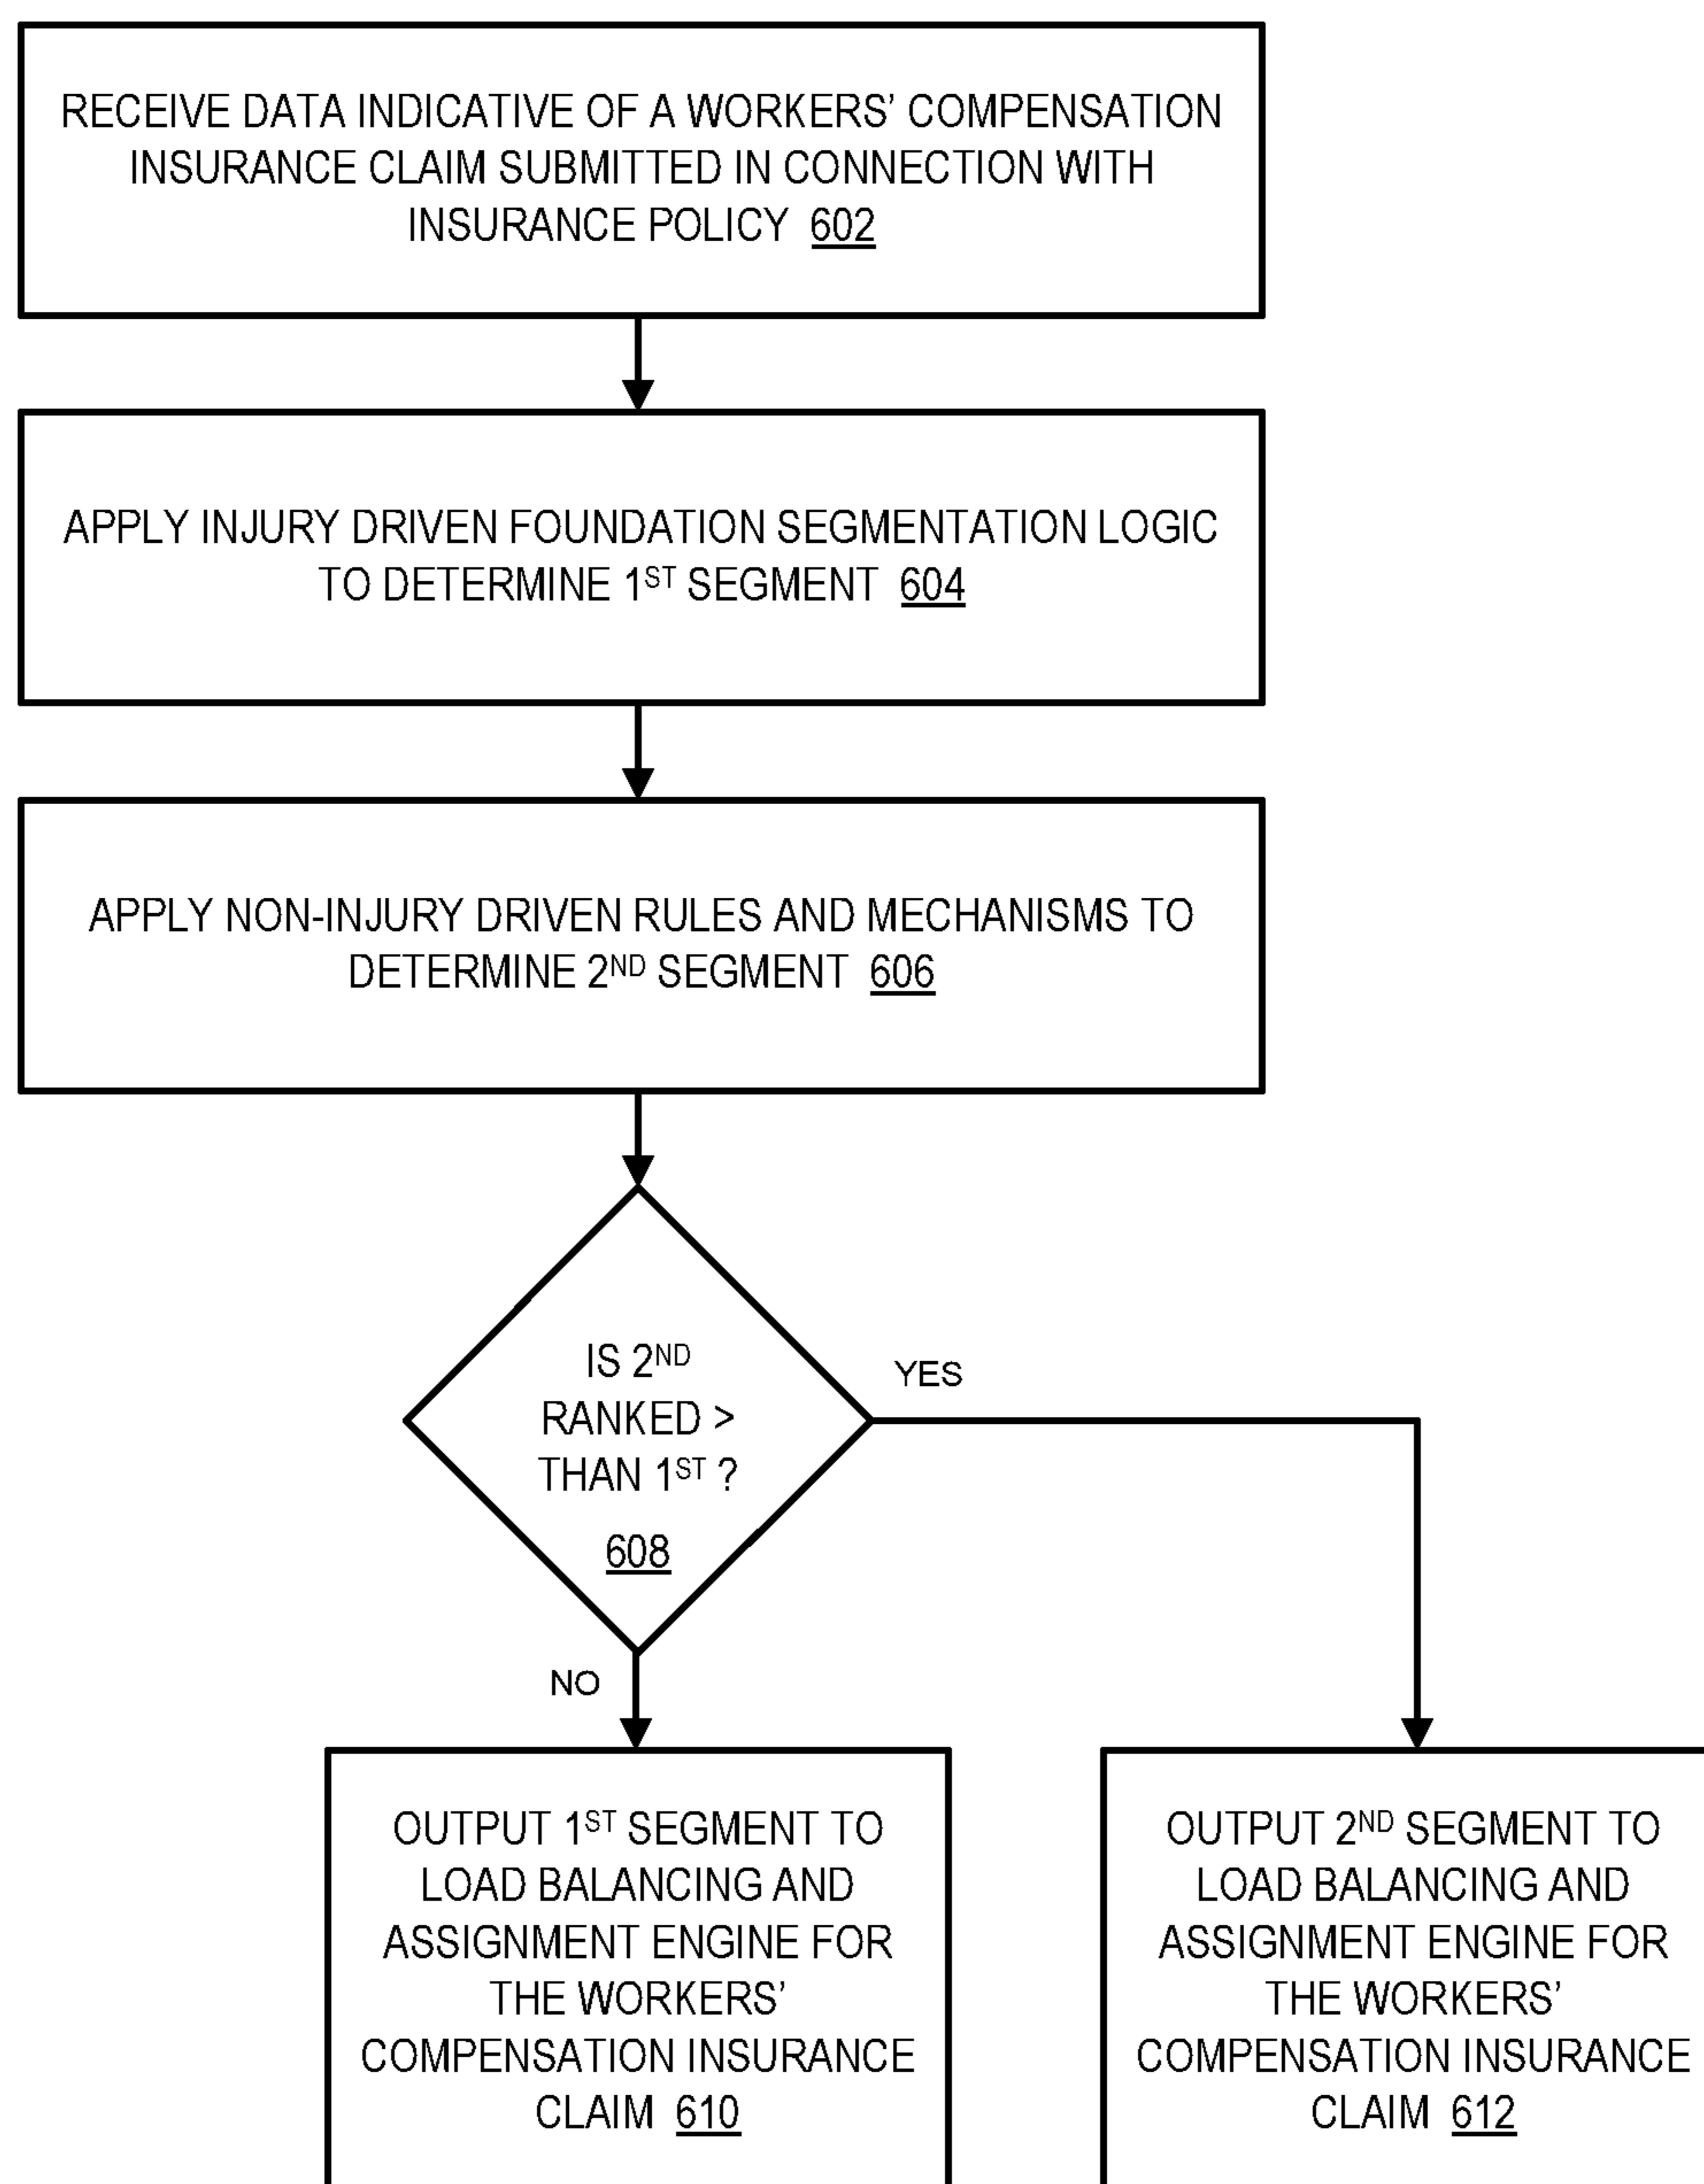 RECEIVE DATA INDICATIVE OF A WORKERS’ COMPENSATION
INSURANCE CLAIM SUBMITTED IN CONNECTION WITH
INSURANCE POLICY 602
APPLY INJURY DRIVEN FOUNDATION SEGMENTATION LOGIC
TO DETERMINE 1ST SEGMENT 604
APPLY NON-INJURY DRIVEN RULES AND MECHANISMS TO
DETERMINE 2ND SEGMENT 606
IS 2ND
RANKED >
THAN 1ST ?
608
YES
NO
OUTPUT 1ST SEGMENT TO
LOAD BALANCING AND
ASSIGNMENT ENGINE FOR
THE WORKERS’
COMPENSATION INSURANCE
CLAIM 610
OUTPUT 2ND SEGMENT TO
LOAD BALANCING AND
ASSIGNMENT ENGINE FOR
THE WORKERS’
COMPENSATION INSURANCE
CLAIM 612